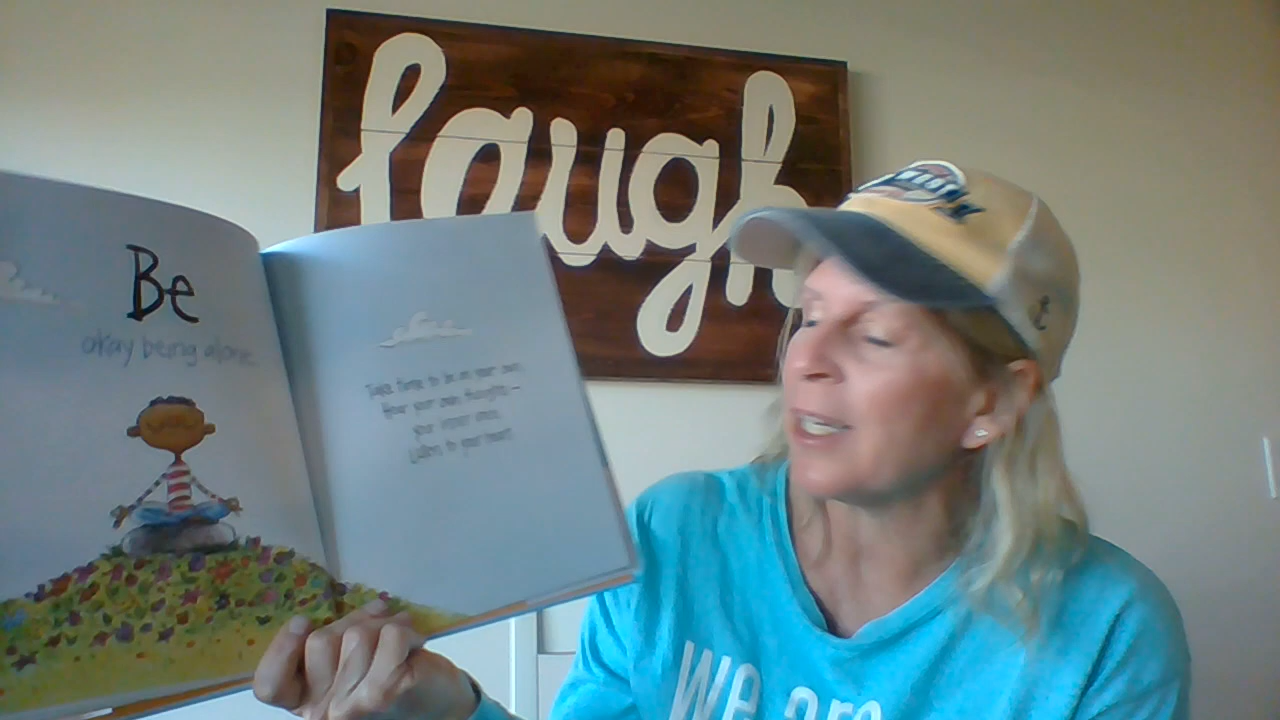 laugh
Be
okay being alone.
Take time to be on your own.
Hear your own thoughts—
your inner voice.
Listen to your heart.
we are